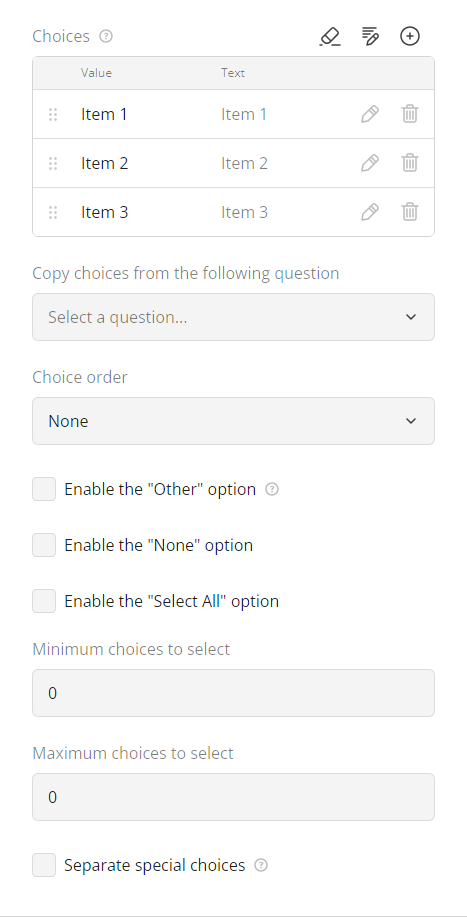 Choices ?
Value Text
Item 1 Item 1
Item 2 Item 2
Item 3 Item 3
Copy choices from the following question
Select a question...
Choice order
None
Enable the "Other" option ?
Enable the "None" option
Enable the "Select All" option
Minimum choices to select
0
Maximum choices to select
0
Separate special choices ?